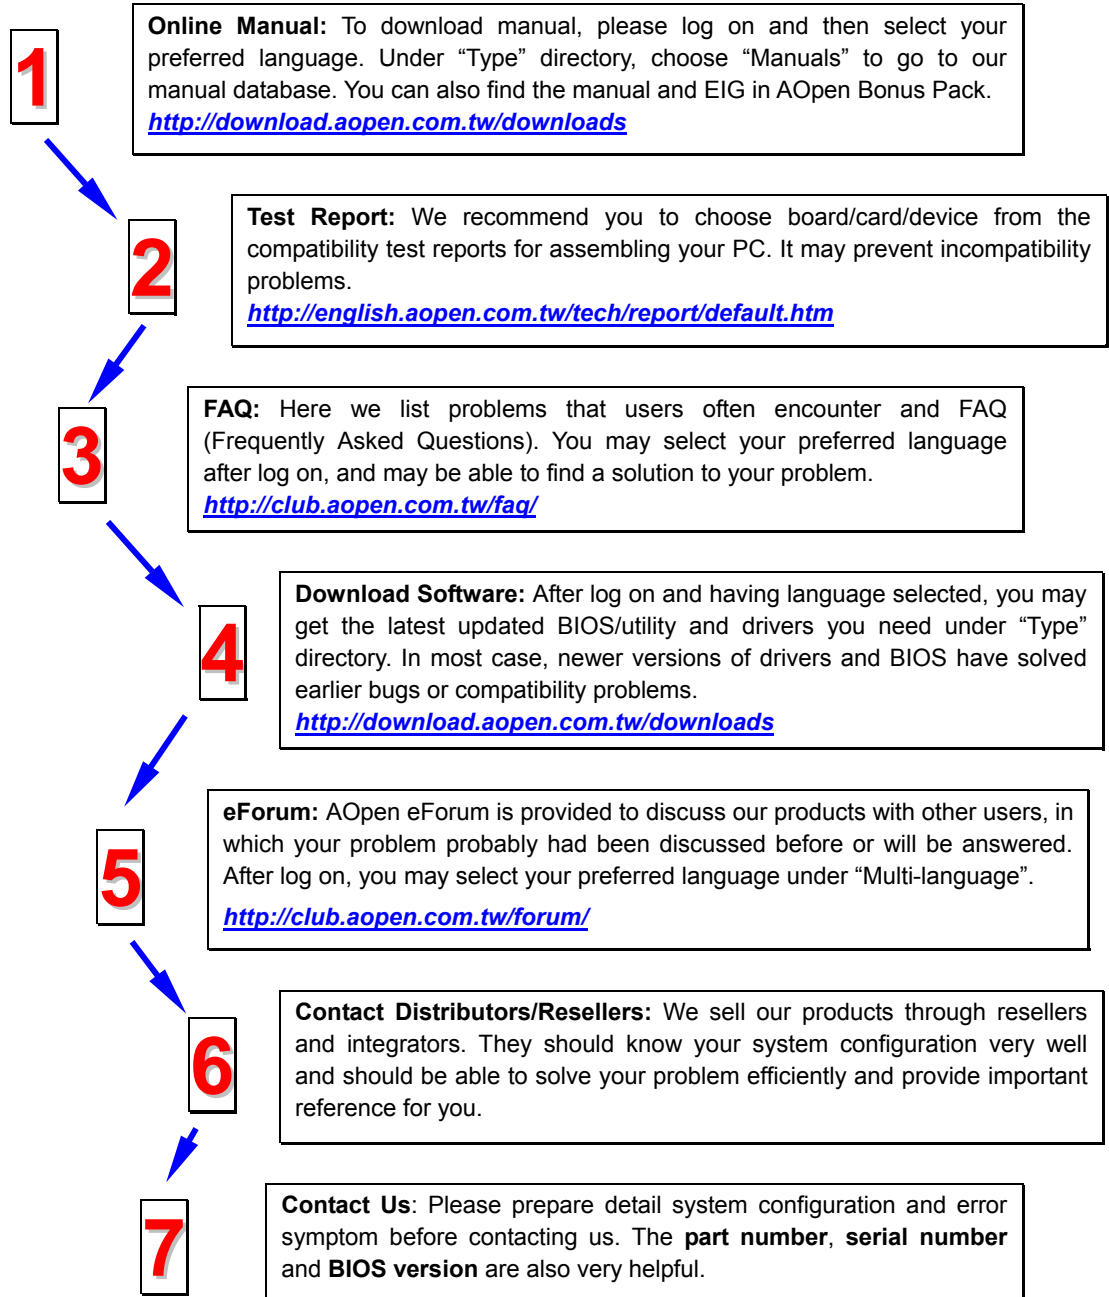 1
Online Manual: To download manual, please log on and then select your
preferred language. Under “Type” directory, choose “Manuals” to go to our
manual database. You can also find the manual and EIG in AOpen Bonus Pack.
http://download.aopen.com.tw/downloads
2
Test Report: We recommend you to choose board/card/device from the
compatibility test reports for assembling your PC. It may prevent incompatibility
problems.
http://english.aopen.com.tw/tech/report/default.htm
3
FAQ: Here we list problems that users often encounter and FAQ
(Frequently Asked Questions). You may select your preferred language
after log on, and may be able to find a solution to your problem.
http://club.aopen.com.tw/faq/
4
Download Software: After log on and having language selected, you may
get the latest updated BIOS/utility and drivers you need under “Type”
directory. In most case, newer versions of drivers and BIOS have solved
earlier bugs or compatibility problems.
http://download.aopen.com.tw/downloads
5
eForum: AOpen eForum is provided to discuss our products with other users, in
which your problem probably had been discussed before or will be answered.
After log on, you may select your preferred language under “Multi-language”.
http://club.aopen.com.tw/forum/
6
Contact Distributors/Resellers: We sell our products through resellers
and integrators. They should know your system configuration very well
and should be able to solve your problem efficiently and provide important
reference for you.
7
Contact Us: Please prepare detail system configuration and error
symptom before contacting us. The part number, serial number
and BIOS version are also very helpful.